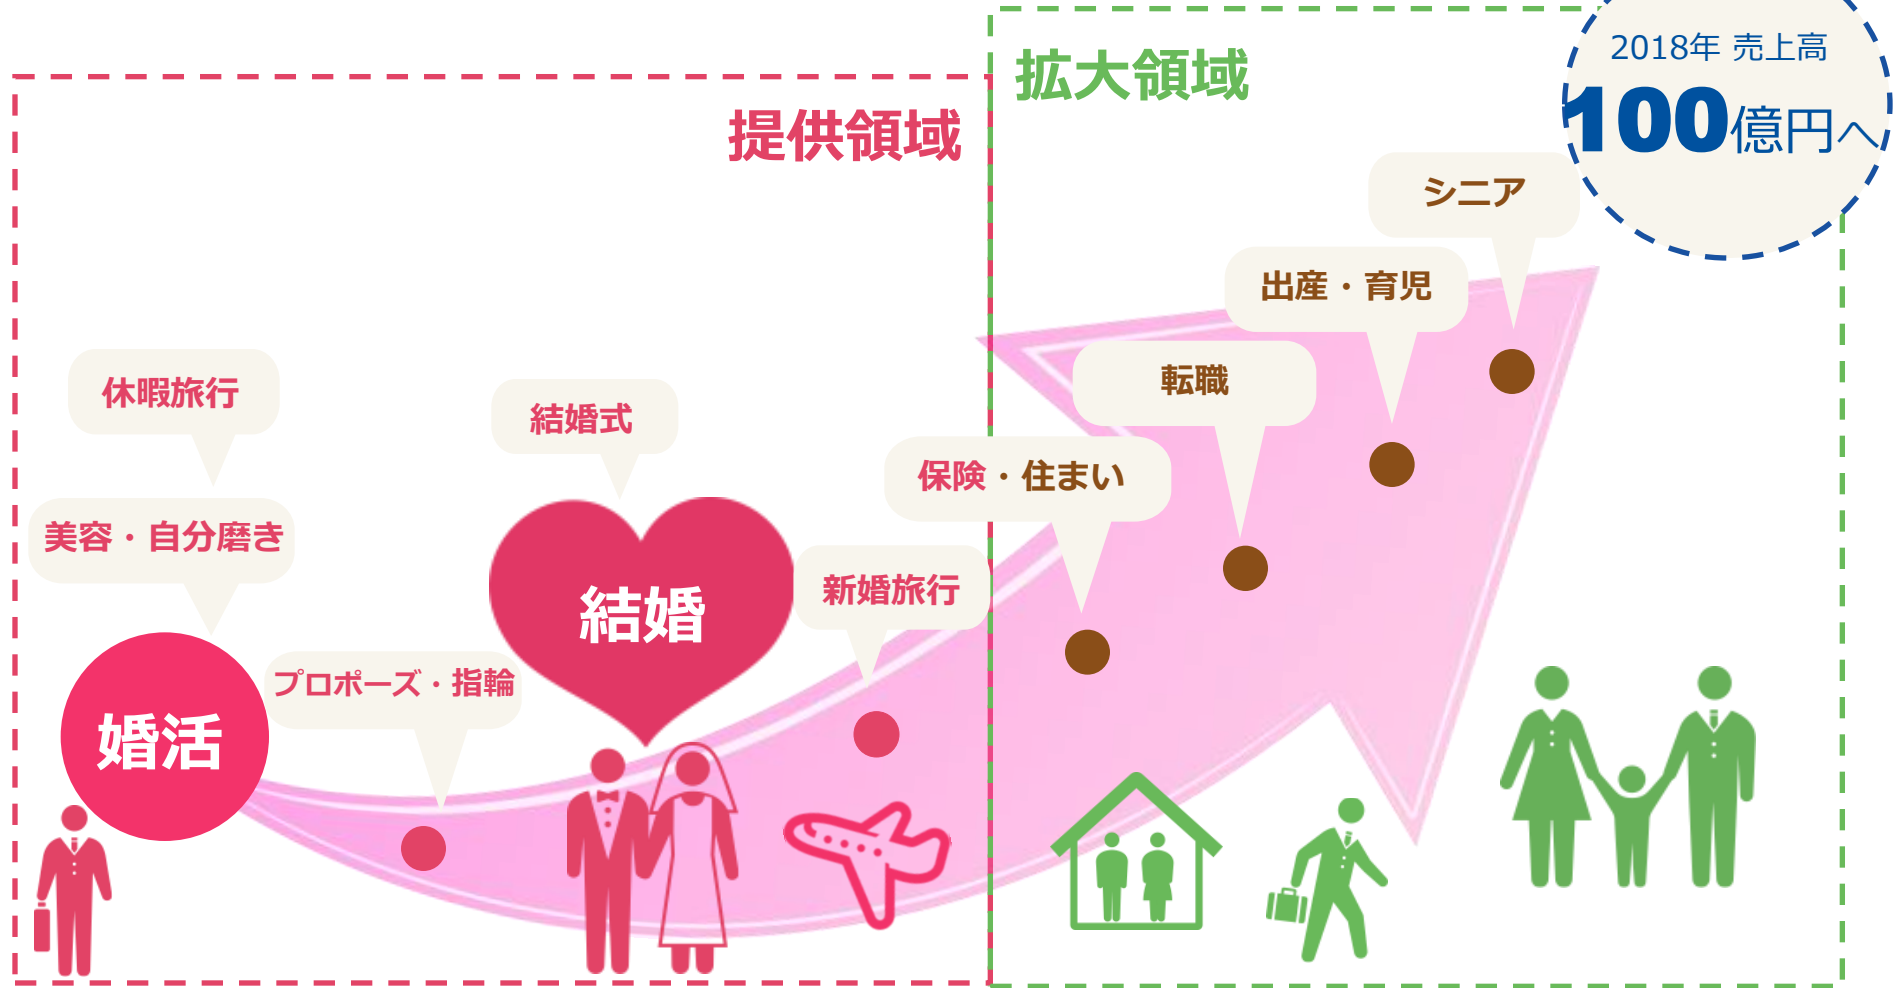 提供領域
拡大領域
2018年 売上高
100億円へ
休暇旅行
美容・自分磨き
婚活
プロポーズ・指輪
結婚式
結婚
新婚旅行
保険・住まい
転職
出産・育児
シニア